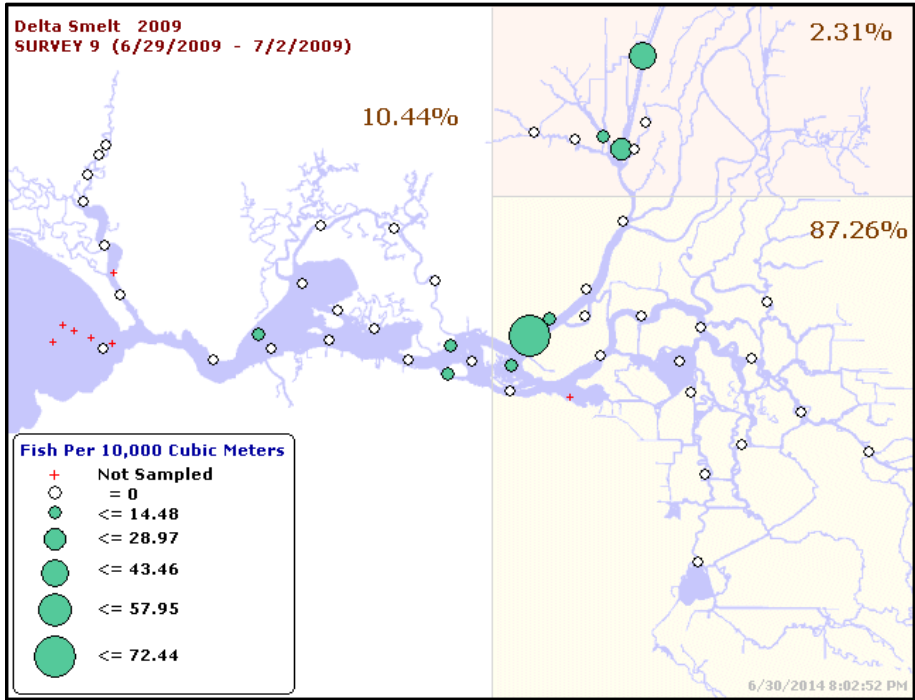 Delta Smelt 2009
SURVEY 9 (6/29/2009 - 7/2/2009)
2.31%
10.44%
87.26%
Fish Per 10,000 Cubic Meters
Not Sampled
= 0
<= 14.48
<= 28.97
<= 43.46
<= 57.95
<= 72.44
6/30/2014 8:02:52 PM